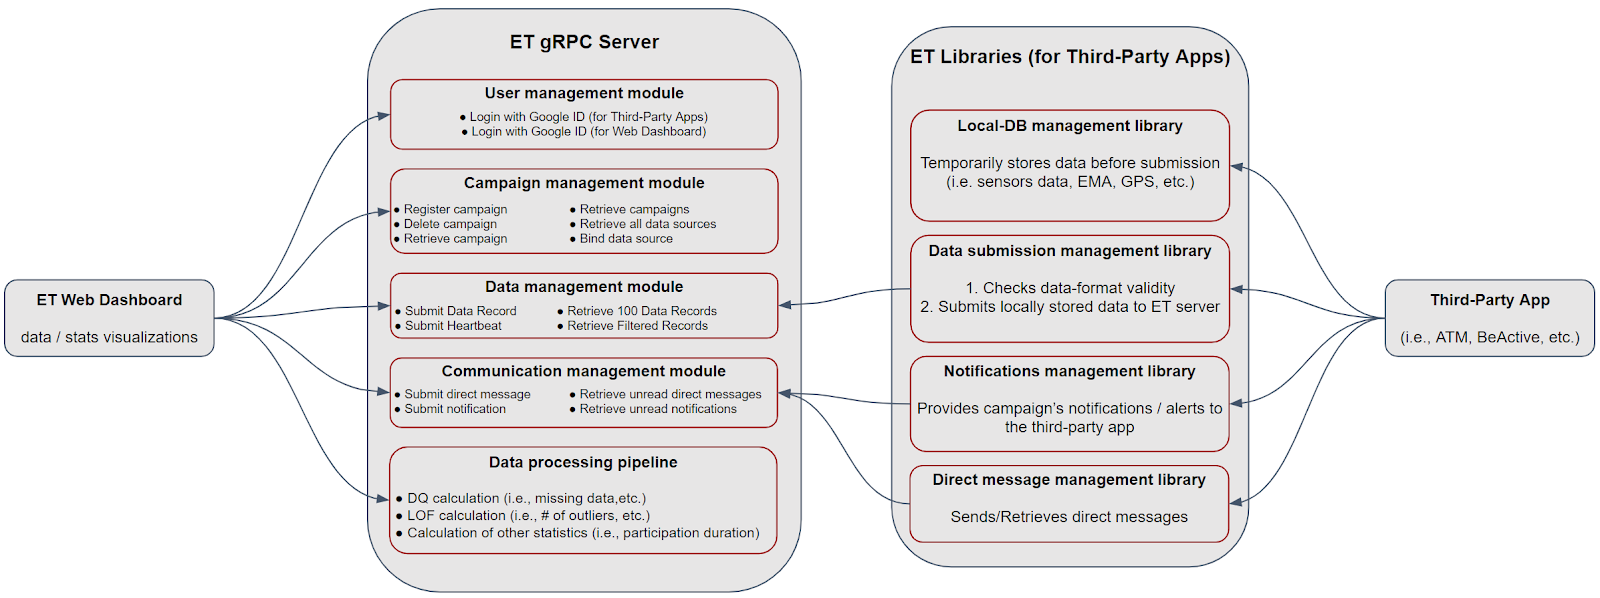 ET Web Dashboard
data / stats visualizations
ET gRPC Server
User management module
● Login with Google ID (for Third-Party Apps)
● Login with Google ID (for Web Dashboard)
Campaign management module
● Register campaign
● Delete campaign
● Retrieve campaign
● Retrieve campaigns
● Retrieve all data sources
● Bind data source
Data management module
● Submit Data Record
● Submit Heartbeat
● Retrieve 100 Data Records
● Retrieve Filtered Records
Communication management module
● Submit direct message
● Submit notification
● Retrieve unread direct messages
● Retrieve unread notifications
Data processing pipeline
● DQ calculation (i.e., missing data,etc.)
● LOF calculation (i.e., # of outliers, etc.)
● Calculation of other statistics (i.e., participation duration)
ET Libraries (for Third-Party Apps)
Local-DB management library
Temporarily stores data before submission
(i.e. sensors data, EMA, GPS, etc.)
Data submission management library
1. Checks data-format validity
2. Submits locally stored data to ET server
Notifications management library
Provides campaign's notifications / alerts to
the third-party app
Direct message management library
Sends/Retrieves direct messages
Third-Party App
(i.e., ATM, BeActive, etc.)